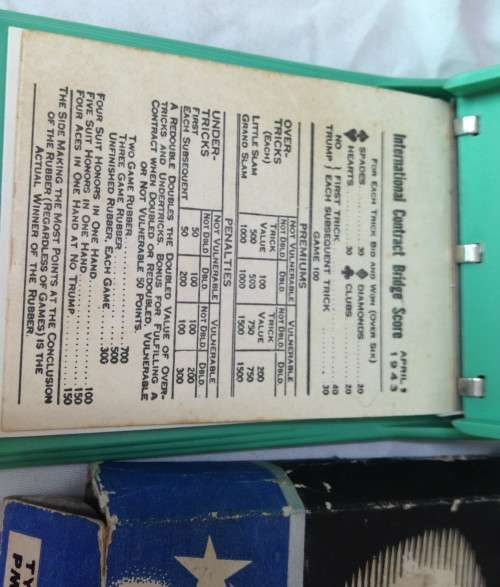 International Contract Bridge Score APRIL,
1943
FOR EACH TRICK BID AND WON (OVER SIX)
♠ SPADES 30 ♦ DIAMONDS 20
♥ HEARTS 30 ♣ CLUBS 20
NO TRUMP FIRST TRICK 40
EACH SUBSEQUENT TRICK 30
GAME 100
PREMIUMS
NOT VULNERABLE VULNERABLE
NOT DBLD. DBLD. NOT DBLD. DBLD.
OVER-TRICKS (EACH) TRICK VALUE 100 TRICK VALUE 200
LITTLE SLAM 500 500 750 750
GRAND SLAM 1000 1000 1500 1500
PENALTIES
NOT VULNERABLE VULNERABLE
NOT DBLD. DBLD. NOT DBLD. DBLD.
UNDER-TRICKS
FIRST 50 100 100 200
EACH SUBSEQUENT 50 200 100 300
A REDOUBLE DOUBLES THE DOUBLED VALUE OF OVER-
TRICKS AND UNDERTRICKS. BONUS FOR FULFILLING A
CONTRACT WHEN DOUBLED OR REDOUBLED, VULNERABLE
OR NOT VULNERABLE 50 POINTS.
TWO GAME RUBBER 700
THREE GAME RUBBER 500
UNFINISHED RUBBER, EACH GAME 300
FOUR SUIT HONORS IN ONE HAND 100
FIVE SUIT HONORS IN ONE HAND 150
FOUR ACES IN ONE HAND AT NO TRUMP 150
THE SIDE MAKING THE MOST POINTS AT THE CONCLUSION
OF THE RUBBER (REGARDLESS OF GAMES) IS THE
ACTUAL WINNER OF THE RUBBER.